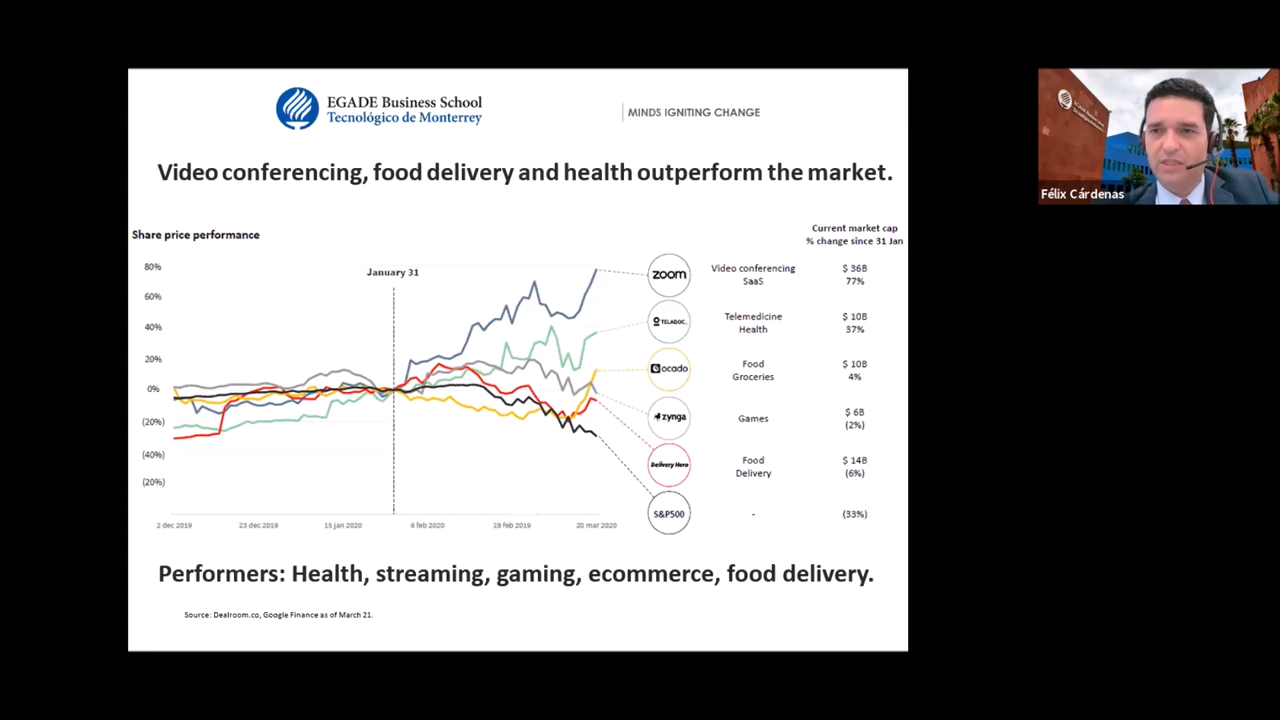 EGADE Business School
Tecnológico de Monterrey
MINDS IGNITING CHANGE
Félix Cárdenas
Video conferencing, food delivery and health outperform the market.
Share price performance
Current market cap
% change since 31 Jan
January 31
80%
60%
40%
20%
0%
(20%)
(40%)
(20%)
2 dec 2019
23 dec 2019
15 jan 2020
6 feb 2020
28 feb 2019
20 mar 2020
zoom
Video conferencing
SaaS
$ 36B
77%
TELADOC.
Telemedicine
Health
$ 10B
37%
ocado
Food
Groceries
$ 10B
4%
zynga
Games
$ 6B
(2%)
Delivery Hero
Food
Delivery
$ 14B
(6%)
S&P500
-
(33%)
Performers: Health, streaming, gaming, ecommerce, food delivery.
Source: Dealroom.co, Google Finance as of March 21.